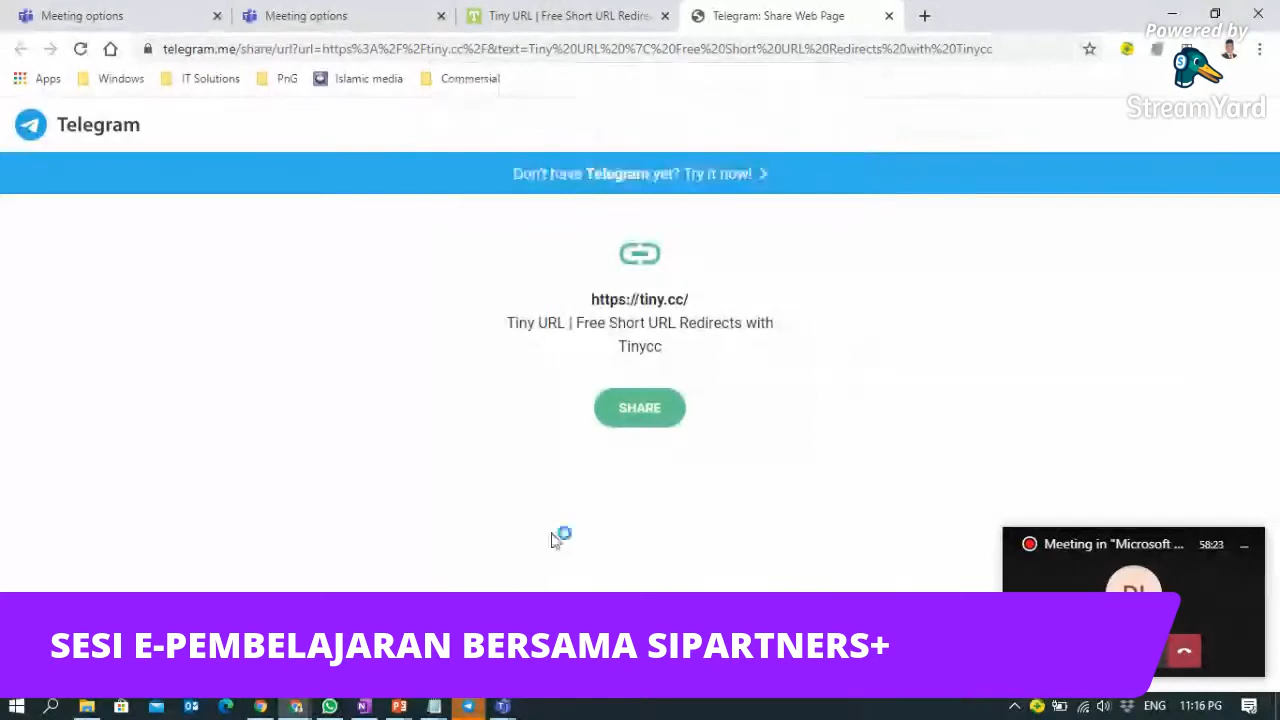 Meeting options
Meeting options
Tiny URL | Free Short URL Redire
Telegram: Share Web Page
telegram.me/share/url?url=https%3A%2F%2Ftiny.cc%2F&text=Tiny%20URL%20%7C%20Free%20Short%20URL%20Redirects%20with%20Tinycc
Powered by
StreamYard
Apps
Windows
IT Solutions
PnG
Islamic media
Commercial
Telegram
Don't have Telegram yet? Try it now!
https://tiny.cc/
Tiny URL | Free Short URL Redirects with
Tinycc
SHARE
Meeting in "Microsoft ...
58:23
SESI E-PEMBELAJARAN BERSAMA SIPARTNERS+
ENG
11:16 PG